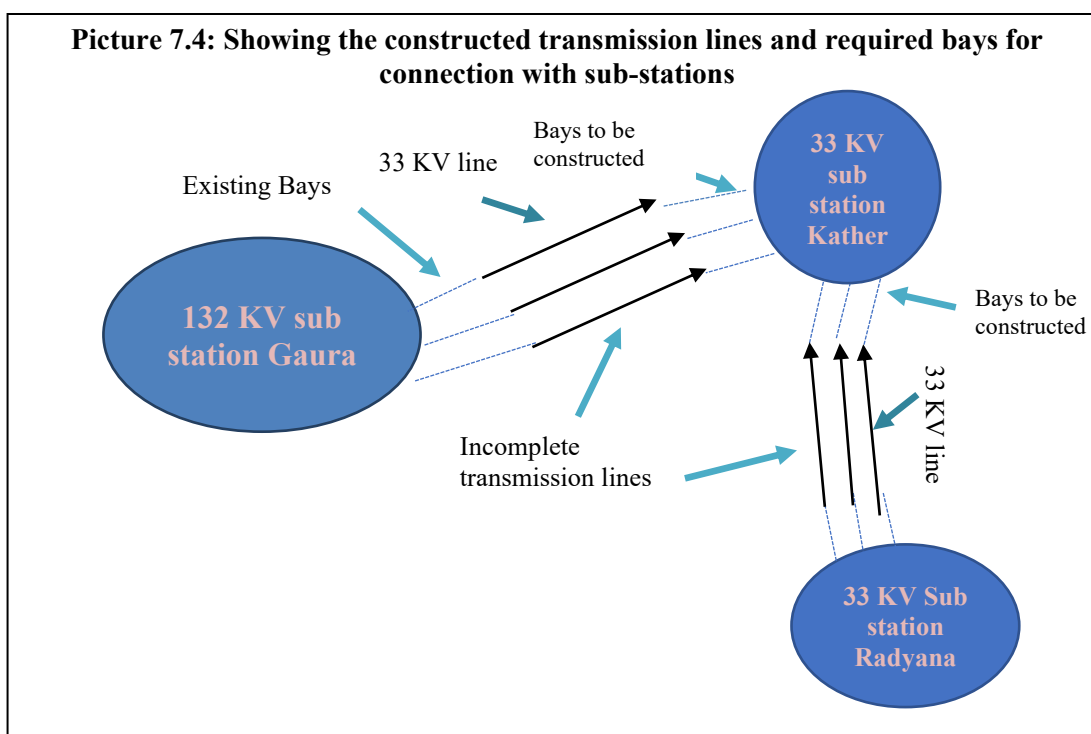 Picture 7.4: Showing the constructed transmission lines and required bays for
connection with sub-stations
Bays to be
constructed
33 KV line
Existing Bays
33 KV
sub
station
Kather
132 KV sub
station Gaura
Bays to be
constructed
33 KV line
Incomplete
transmission lines
33 KV Sub
station
Radyana